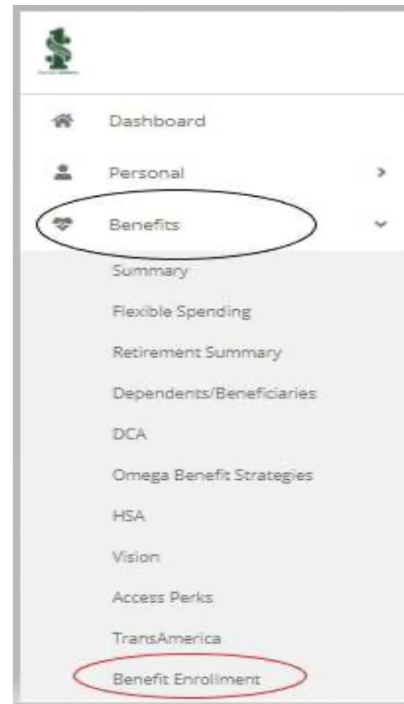 Dashboard
Personal
Benefits
Summary
Flexible Spending
Retirement Summary
Dependents/Beneficiaries
DCA
Omega Benefit Strategies
HSA
Vision
Access Perks
TransAmerica
Benefit Enrollment